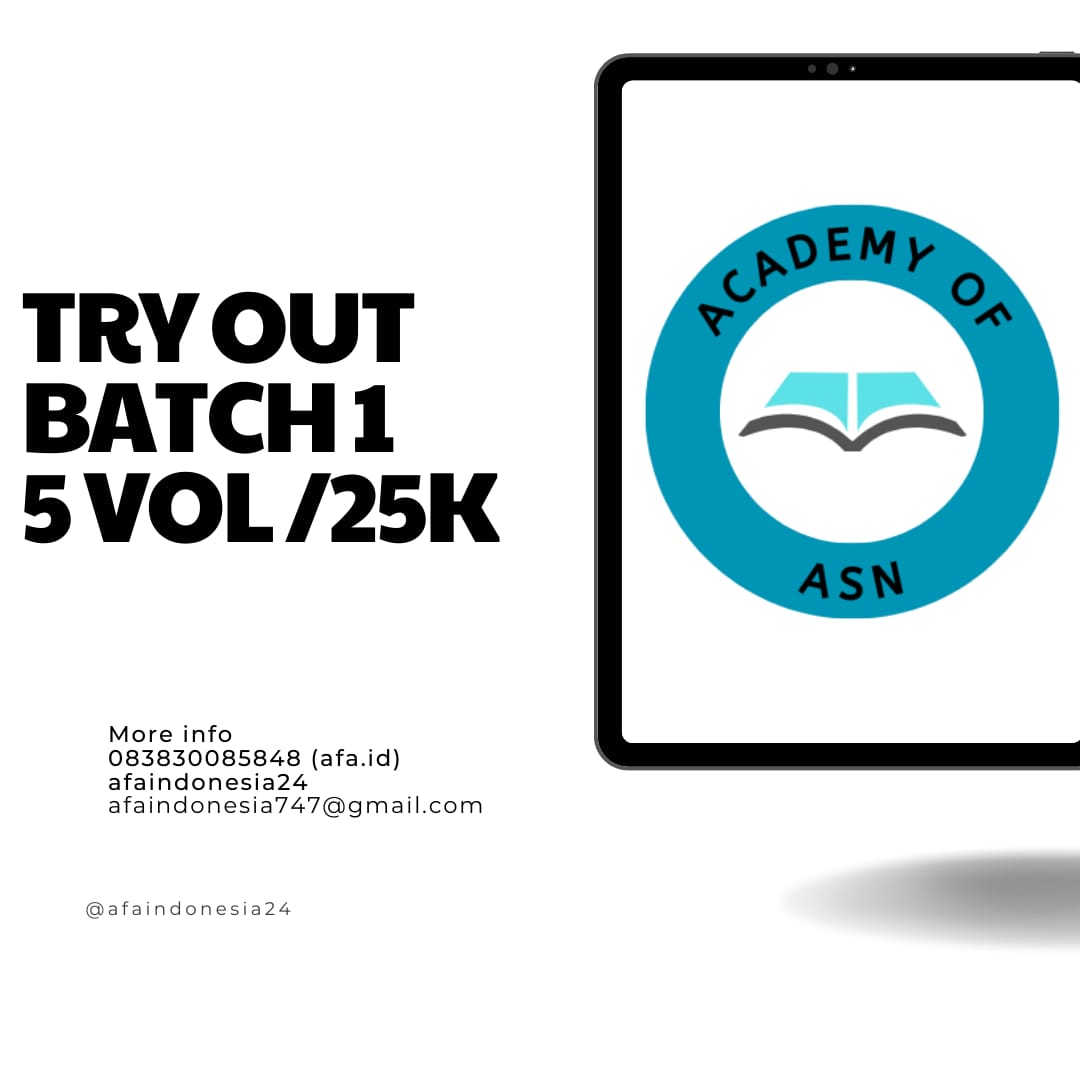 TRY OUT
BATCH 1
5 VOL /25K
More info
083830085848 (afa.id)
afaindonesia24
afaindonesia747@gmail.com
@afaindonesia24
ACADEMY OF
ASN